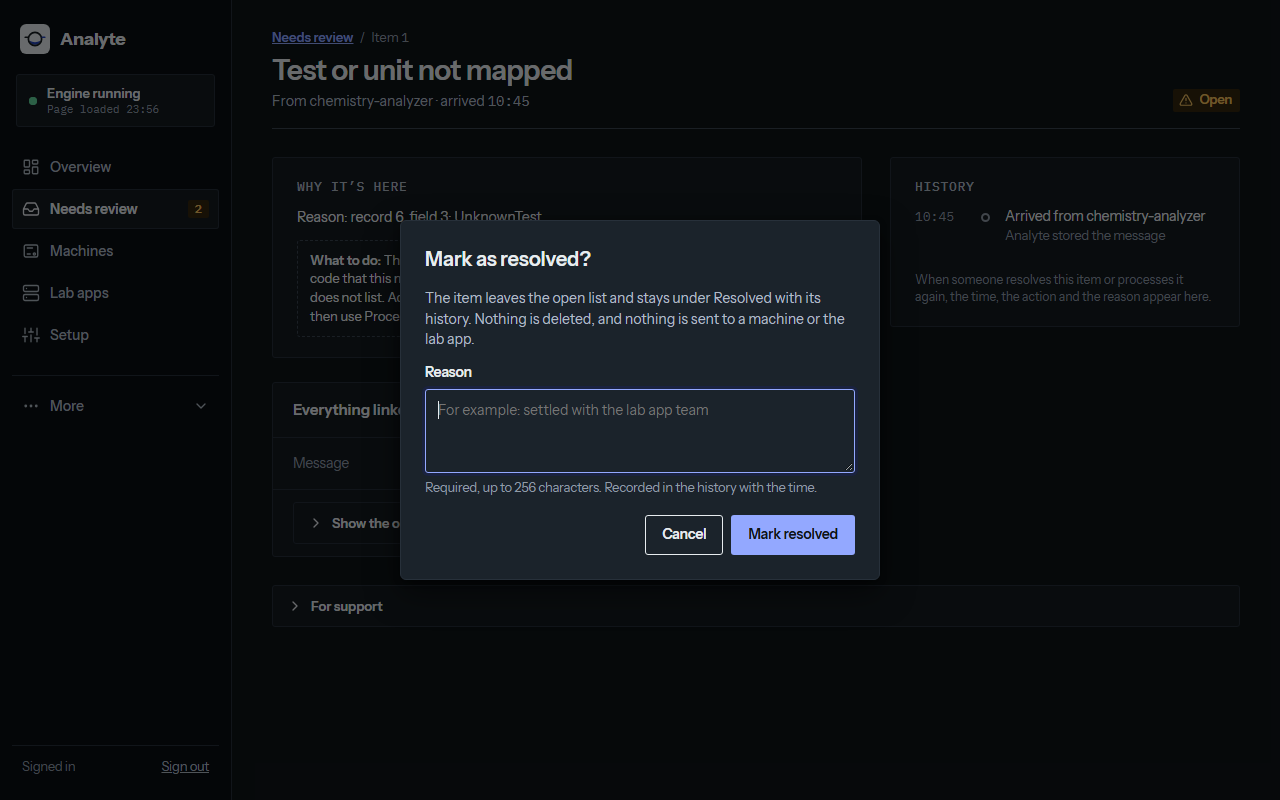 Analyte
Engine running
Page loaded 23:56
Overview
Needs review 2
Machines
Lab apps
Setup
More
Signed in Sign out
Needs review / Item 1
Test or unit not mapped
From chemistry-analyzer · arrived 10:45
Open
WHY IT’S HERE
Reason: record 6, field 3: UnknownTest
What to do: Th
code that this
does not list.
then use Proce
Everything link
Message
Show the o
For support
HISTORY
10:45 Arrived from chemistry-analyzer
Analyte stored the message
When someone resolves this item or processes it
again, the time, the action and the reason appear here.
Mark as resolved?
The item leaves the open list and stays under Resolved with its
history. Nothing is deleted, and nothing is sent to a machine or the
lab app.
Reason
For example: settled with the lab app team
Required, up to 256 characters. Recorded in the history with the time.
Cancel Mark resolved